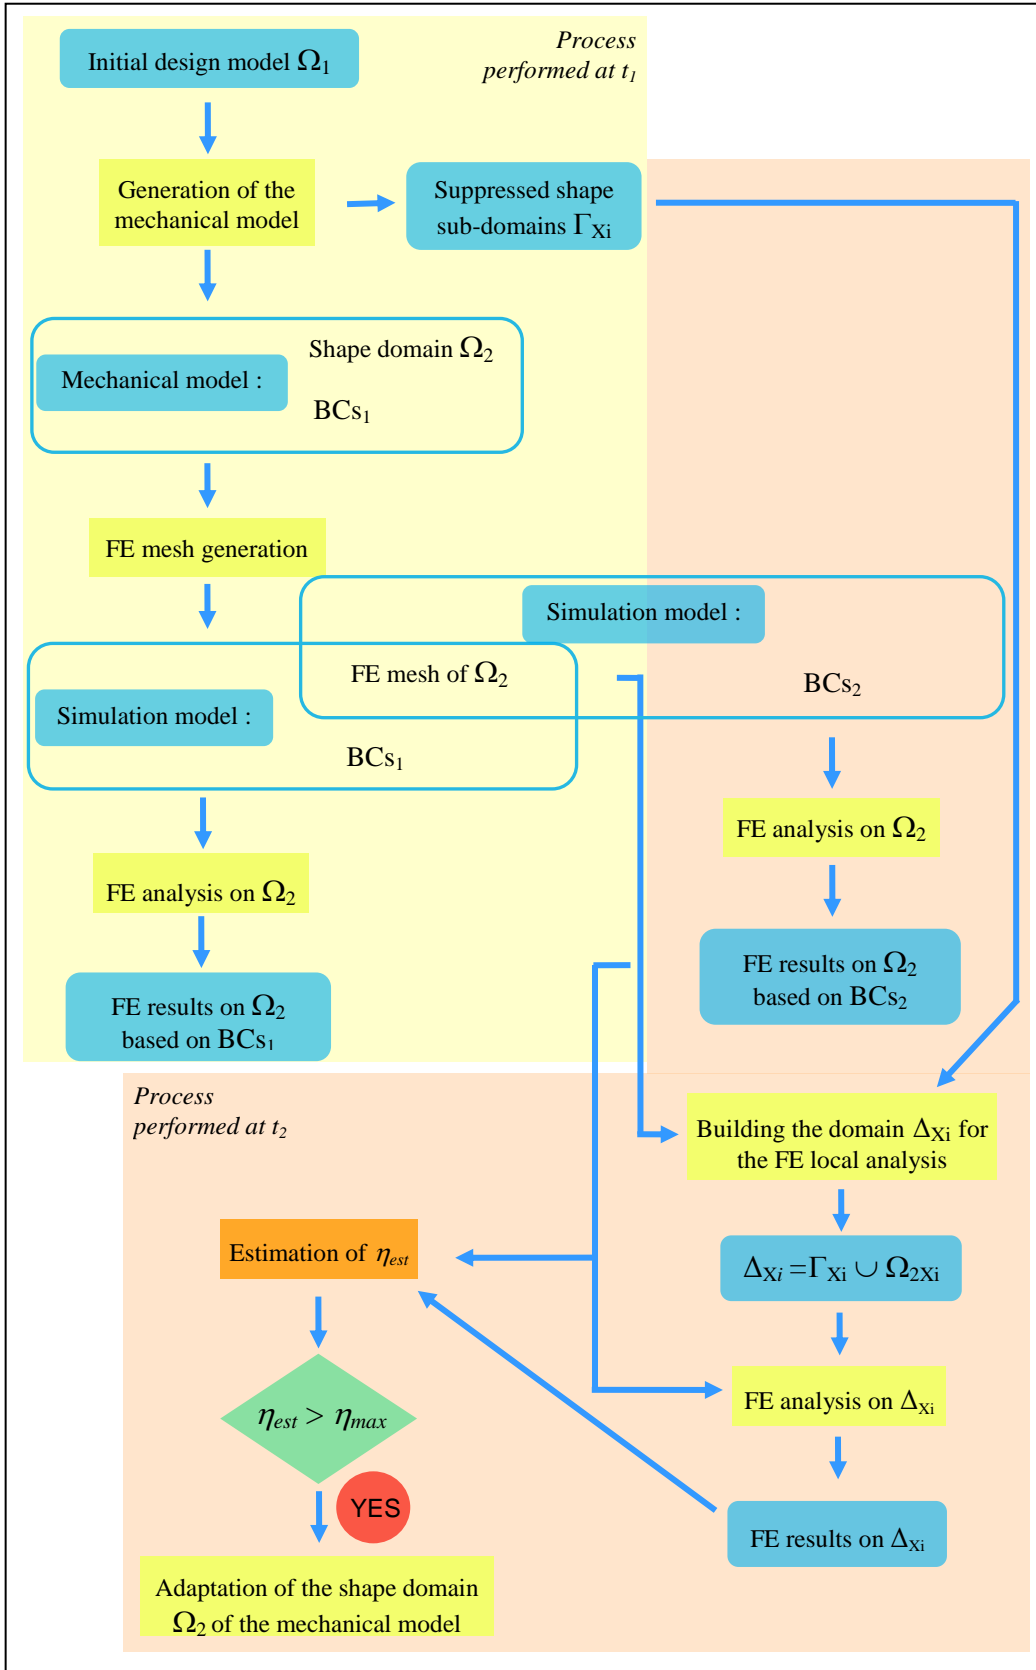 Initial design model Ω1
Process
performed at t1
Generation of the
mechanical model
Suppressed shape
sub-domains ΓXi
Shape domain Ω2
Mechanical model :
BCs1
FE mesh generation
Simulation model :
FE mesh of Ω2
BCs2
Simulation model :
BCs1
FE analysis on Ω2
FE analysis on Ω2
FE results on Ω2
based on BCs2
FE results on Ω2
based on BCs1
Process
performed at t2
Building the domain ΔXi for
the FE local analysis
Estimation of ηest
ΔXi =ΓXi ∪ Ω2Xi
FE analysis on ΔXi
ηest > ηmax
YES
FE results on ΔXi
Adaptation of the shape domain
Ω2 of the mechanical model